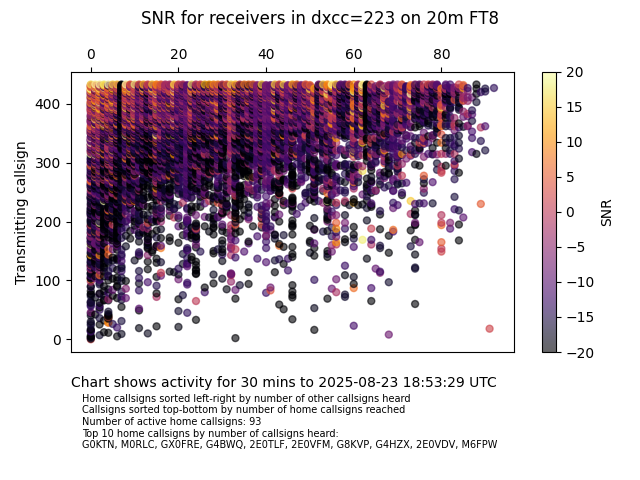 SNR for receivers in dxcc=223 on 20m FT8
0 20 40 60 80
400
300
200
100
0
Transmitting callsign
20
15
10
5
0
−5
−10
−15
−20
SNR
Chart shows activity for 30 mins to 2025-08-23 18:53:29 UTC
Home callsigns sorted left-right by number of other callsigns heard
Callsigns sorted top-bottom by number of home callsigns reached
Number of active home callsigns: 93
Top 10 home callsigns by number of callsigns heard:
G0KTN, M0RLC, GX0FRE, G4BWQ, 2E0TLF, 2E0VFM, G8KVP, G4HZX, 2E0VDV, M6FPW